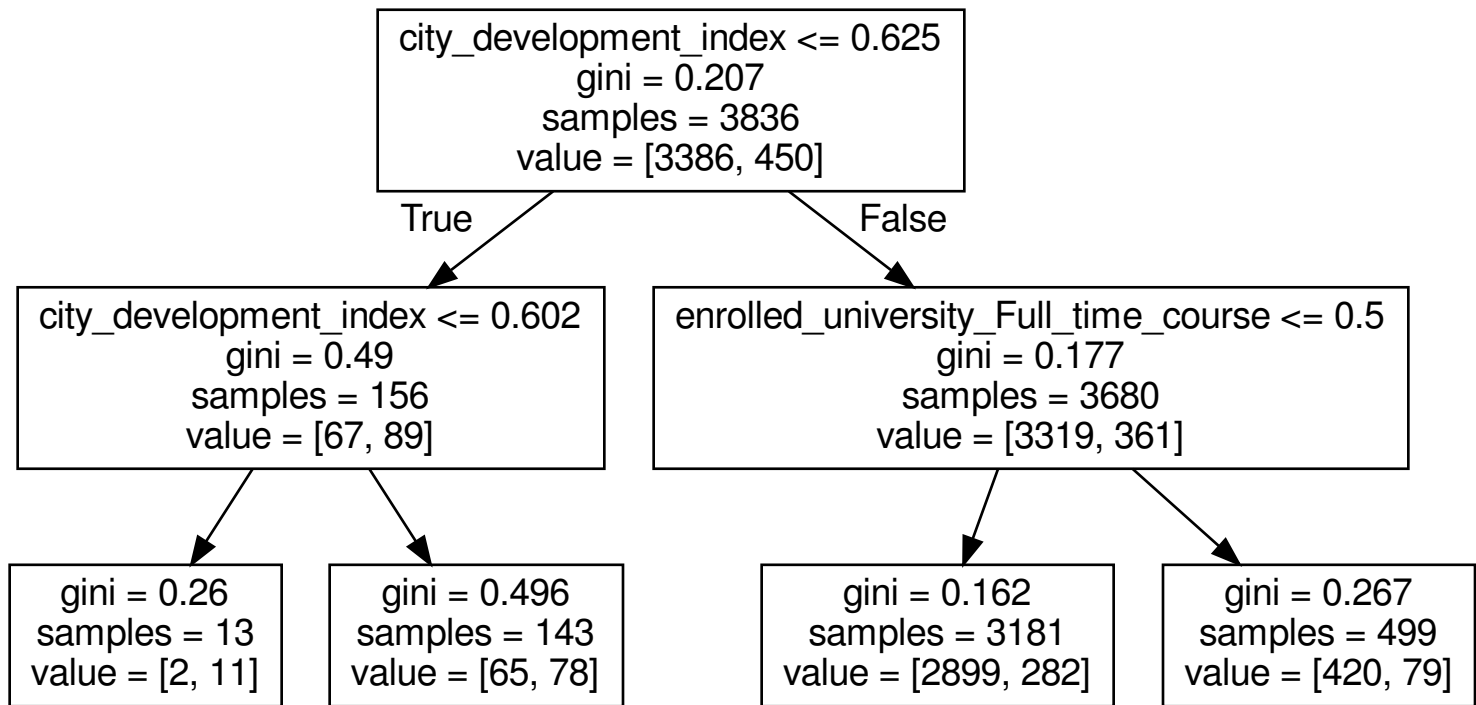 city_development_index <= 0.625
gini = 0.207
samples = 3836
value = [3386, 450]
True
False
city_development_index <= 0.602
gini = 0.49
samples = 156
value = [67, 89]
enrolled_university_Full_time_course <= 0.5
gini = 0.177
samples = 3680
value = [3319, 361]
gini = 0.26
samples = 13
value = [2, 11]
gini = 0.496
samples = 143
value = [65, 78]
gini = 0.162
samples = 3181
value = [2899, 282]
gini = 0.267
samples = 499
value = [420, 79]